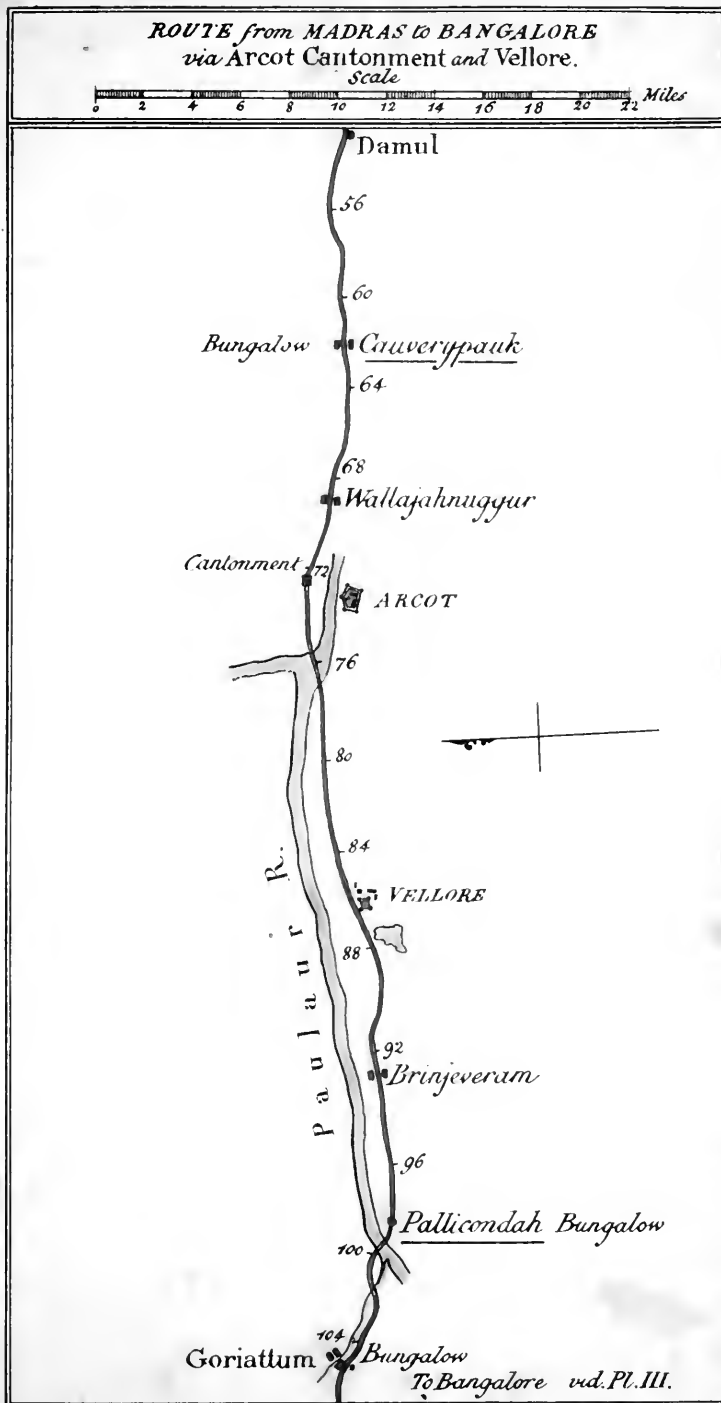 ROUTE from MADRAS to BANGALORE
via Arcot Cantonment and Vellore.
Scale
0 2 4 6 8 10 12 14 16 18 20 22 Miles
Damul
56
60
Bungalow Cauverypauk
64
68
Wallajahnuggur
Cantonment 72
ARCOT
76
80
84
Paulaur R.
VELLORE
88
92
Brinjeveram
96
Pallicondah Bungalow
100
104
Goriattum Bungalow
To Bangalore vid. Pl. III.